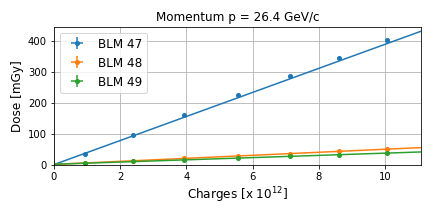 Momentum p = 26.4 GeV/c
Dose [mGy]
400
300
200
100
0
BLM 47
BLM 48
BLM 49
0 2 4 6 8 10
Charges [x 10¹²]